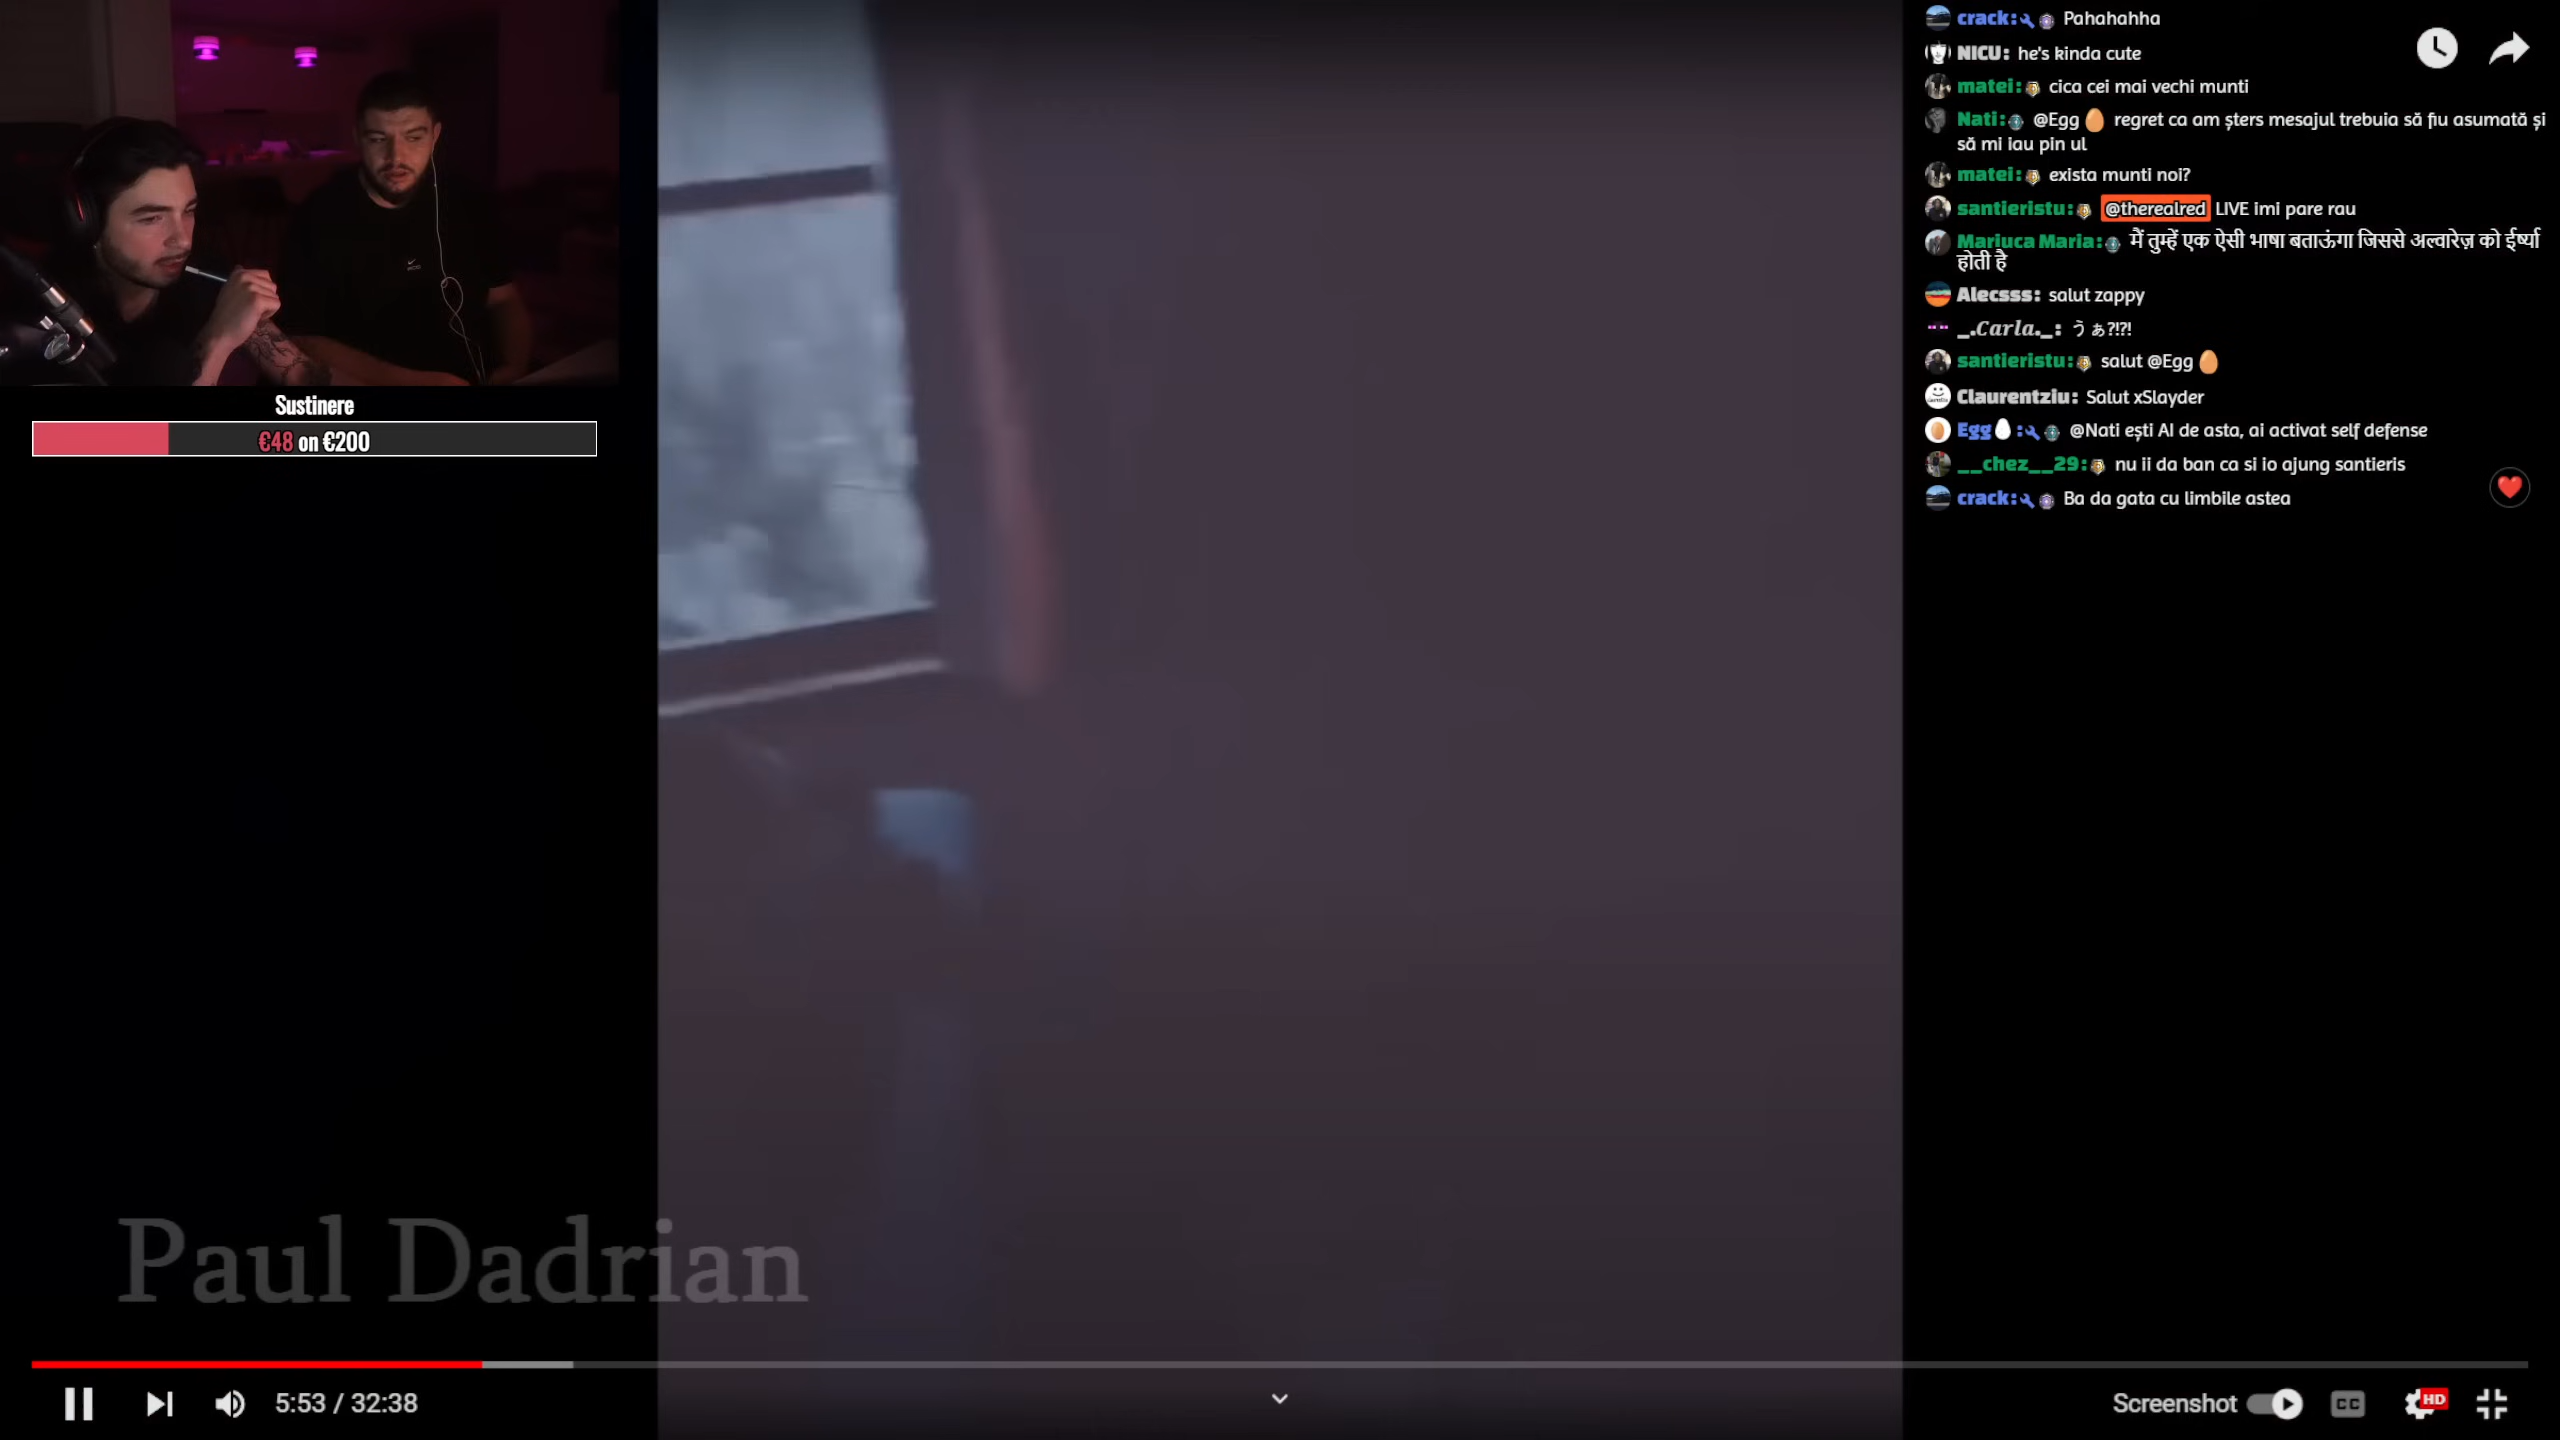 crack: Pahahahha
NICU: he's kinda cute
matei: cica cei mai vechi munti
Nati: @Egg regret ca am șters mesajul trebuia să fiu asumată și
să mi iau pin ul
matei: exista munti noi?
santieristu: @therealred LIVE imi pare rau
Mariuca Maria: मैं तुम्हें एक ऐसी भाषा बताऊंगा जिससे अल्वारेज़ को ईर्ष्या
होती है
Alecsss: salut zappy
_.Carla._: うぁ?!?!
santieristu: salut @Egg
Claurentziu: Salut xSlayder
Egg: @Nati ești AI de asta, ai activat self defense
__chez__29: nu ii da ban ca si io ajung santieris
crack: Ba da gata cu limbile astea
Sustinere
€48 on €200
Paul Dadrian
5:53 / 32:38
Screenshot
CC
HD